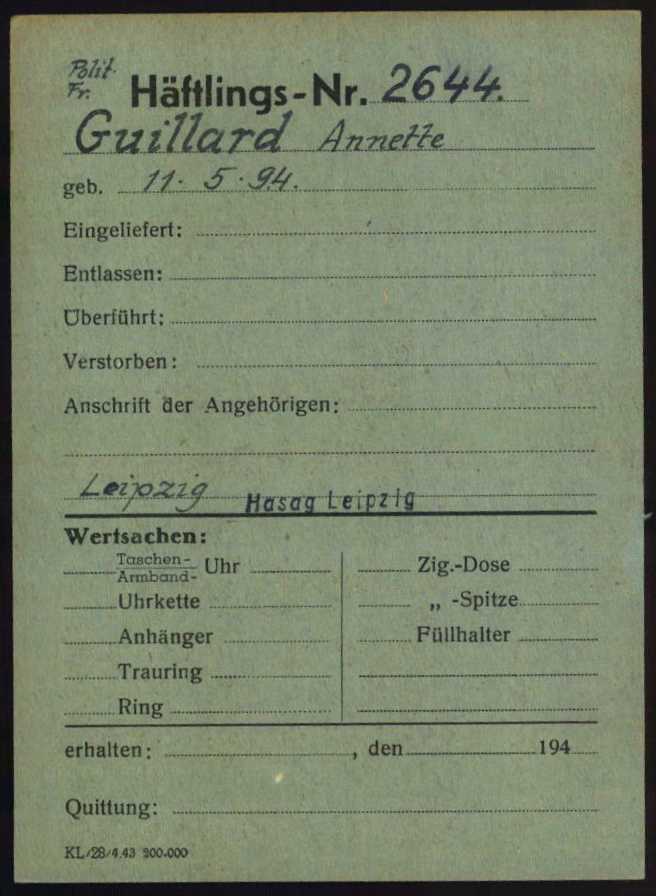 Polit.
Fr.
Häftlings-Nr. 2644.
Guillard Annette
geb. 11. 5. 94.
Eingeliefert:
Entlassen:
Überführt:
Verstorben:
Anschrift der Angehörigen:
Leipzig Hasag Leipzig
Wertsachen:
Taschen-
Armband- Uhr
Zig.-Dose
Uhrkette
„ -Spitze
Anhänger
Füllhalter
Trauring
Ring
erhalten: , den 194
Quittung:
KL/28/4.43 900.000